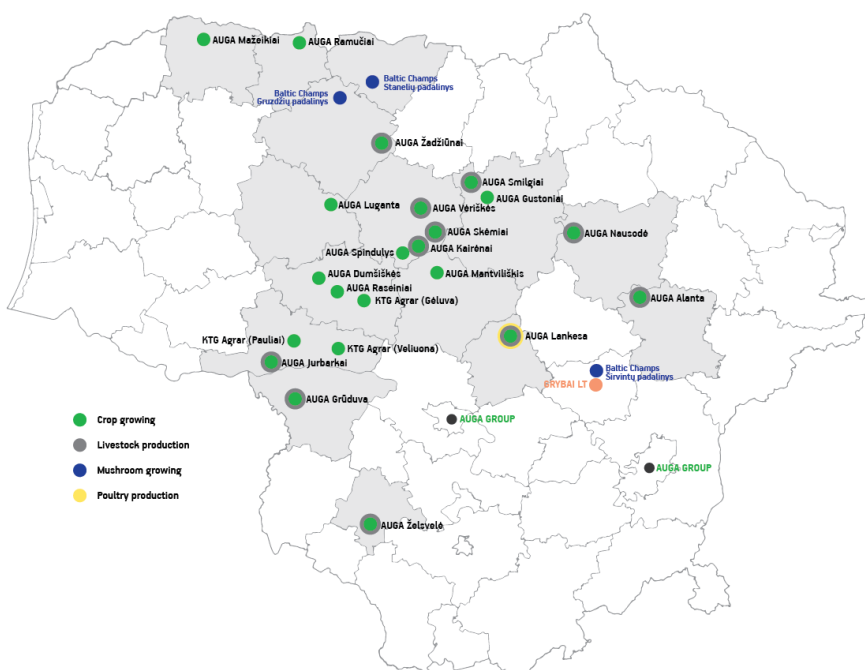 AUGA Mažeikiai
AUGA Ramučiai
Baltic Champs
Stanelių padalinys
Baltic Champs
Gruzdžių padalinys
AUGA Žadžiūnai
AUGA Smilgiai
AUGA Gustoniai
AUGA Luganta
AUGA Vėriškės
AUGA Skėmiai
AUGA Nausodė
AUGA Kairėnai
AUGA Spindulys
AUGA Mantviliškis
AUGA Dumšiškės
AUGA Raseiniai
KTG Agrar (Gėluva)
AUGA Alanta
AUGA Lankesa
KTG Agrar (Pauliai)
KTG Agrar (Veliuona)
AUGA Jurbarkai
Baltic Champs
Širvintų padalinys
GRYBAI LT
AUGA Grūduva
AUGA GROUP
AUGA GROUP
AUGA Želsvelė
Crop growing
Livestock production
Mushroom growing
Poultry production